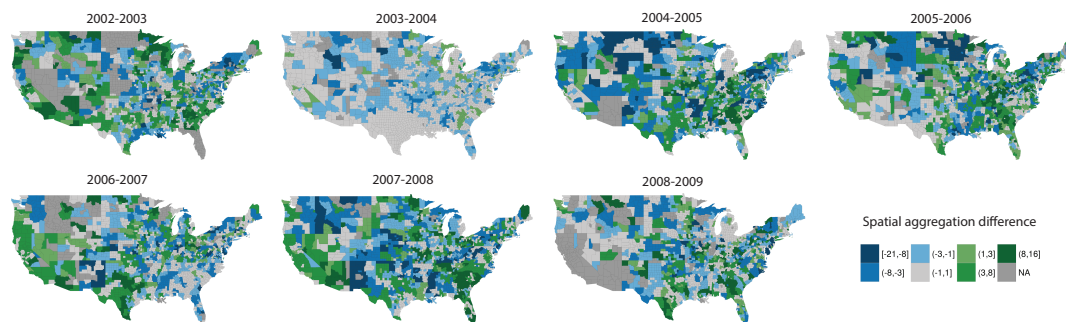 2002-2003
2003-2004
2004-2005
2005-2006
2006-2007
2007-2008
2008-2009
Spatial aggregation difference
[-21,-8] (-3,-1] (1,3] (8,16]
(-8,-3] (-1,1] (3,8] NA